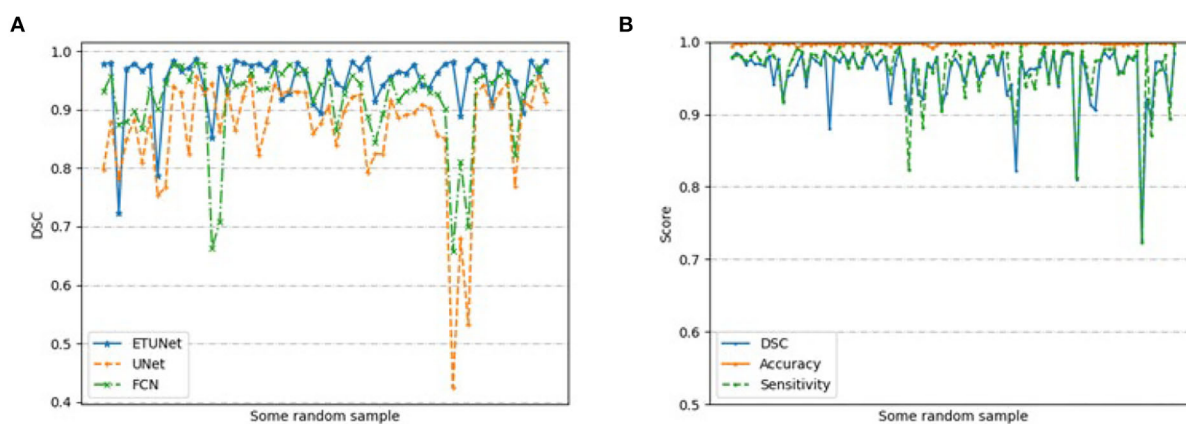 A
1.0
0.9
0.8
0.7
0.6
0.5
0.4
DSC
ETUNet
UNet
FCN
Some random sample
B
1.0
0.9
0.8
0.7
0.6
0.5
Score
DSC
Accuracy
Sensitivity
Some random sample